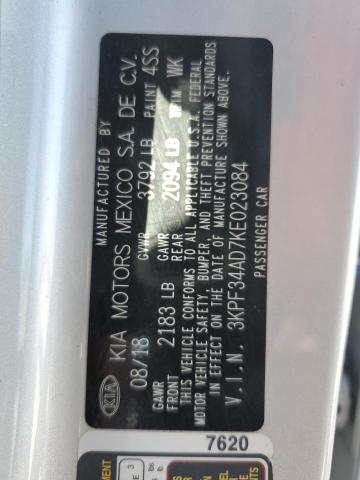 MANUFACTURED BY
KIA MOTORS MEXICO S.A. DE C.V.
08/18 GVWR 3792 LB PAINT 4SS
GAWR FRONT 2183 LB GAWR REAR 2094 LB TRIM WK
THIS VEHICLE CONFORMS TO ALL APPLICABLE U.S.A. FEDERAL
MOTOR VEHICLE SAFETY, BUMPER, AND THEFT PREVENTION STANDARDS
IN EFFECT ON THE DATE OF MANUFACTURE SHOWN ABOVE.
V.I.N. 3KPF34AD7KE023084
PASSENGER CAR
KIA
7620